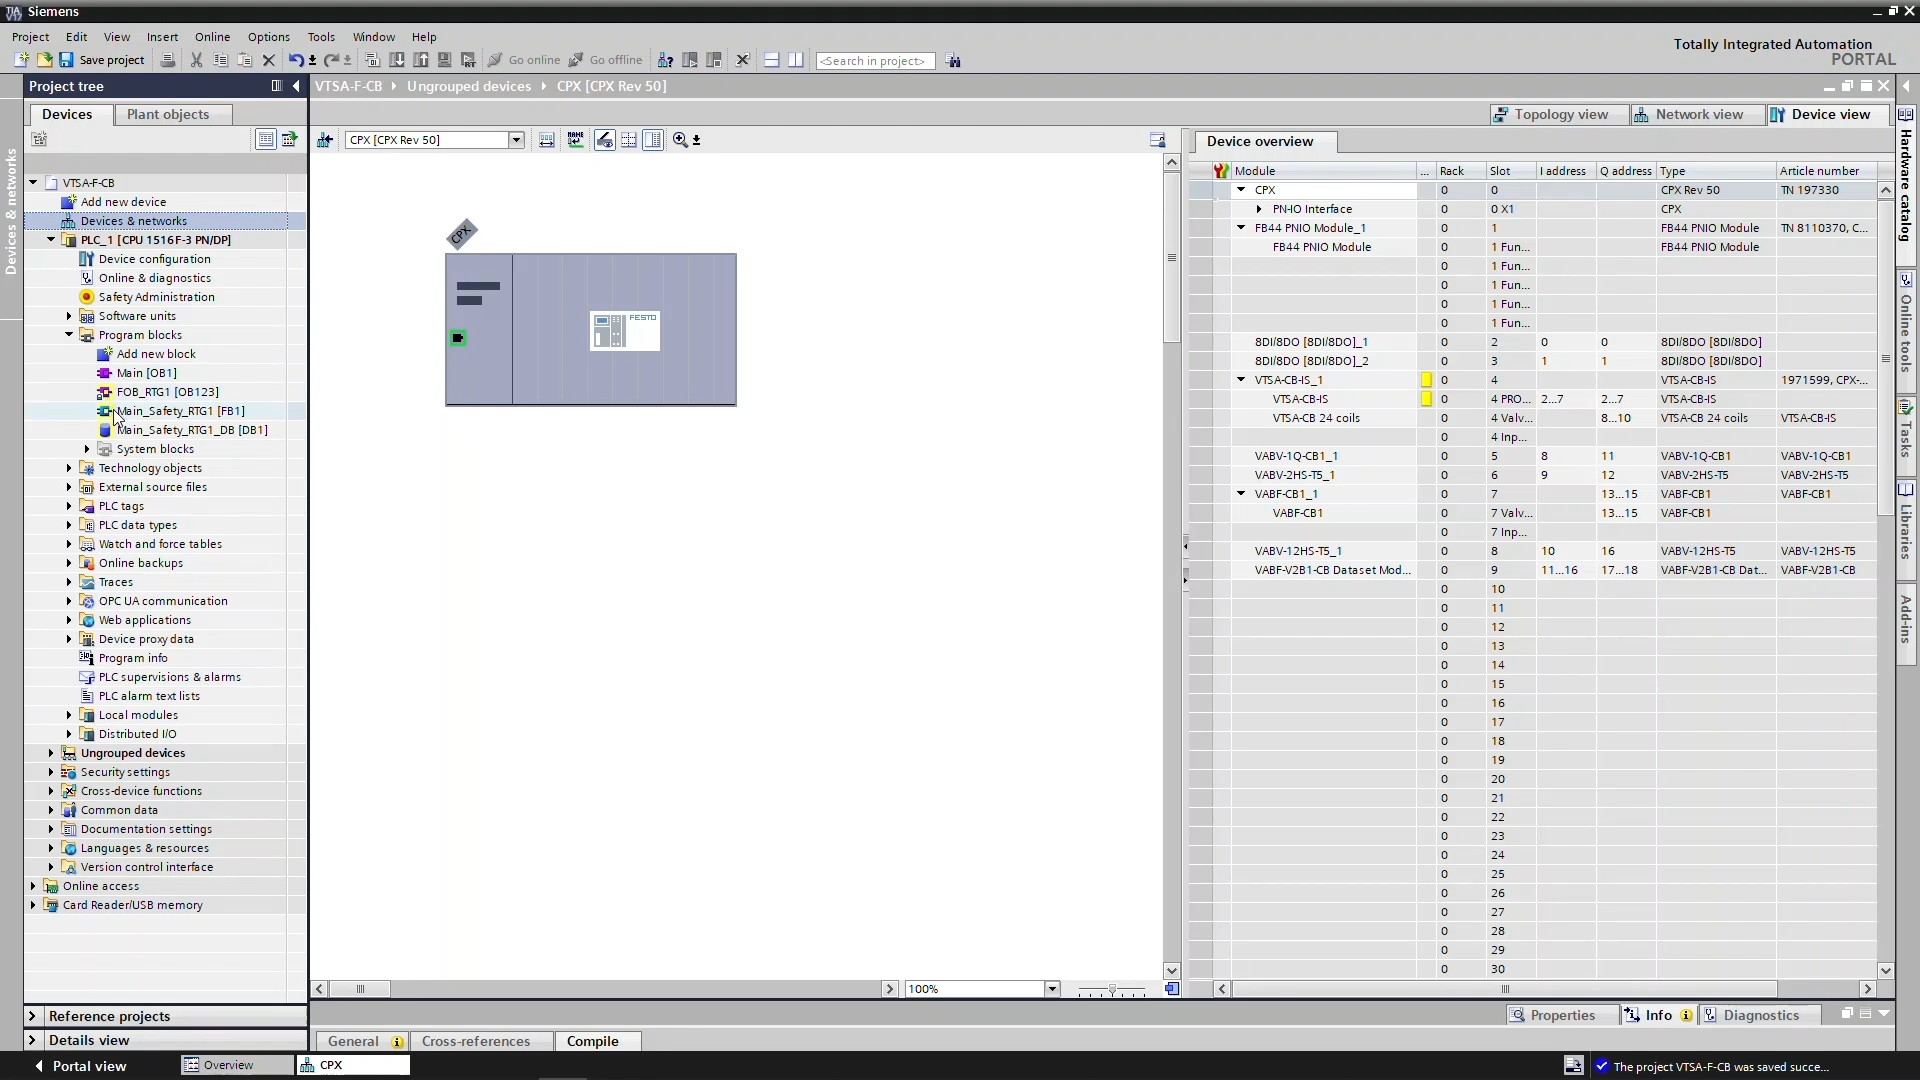 TIA V17 Siemens
Project Edit View Insert Online Options Tools Window Help
Totally Integrated Automation
PORTAL
Save project Go online Go offline <Search in project>
Project tree
VTSA-F-CB Ungrouped devices CPX [CPX Rev 50]
Devices Plant objects
Topology view Network view Device view
CPX [CPX Rev 50]
Device overview
VTSA-F-CB
Add new device
Devices & networks
PLC_1 [CPU 1516F-3 PN/DP]
Device configuration
Online & diagnostics
Safety Administration
Software units
Program blocks
Add new block
Main [OB1]
FOB_RTG1 [OB123]
Main_Safety_RTG1 [FB1]
Main_Safety_RTG1_DB [DB1]
System blocks
Technology objects
External source files
PLC tags
PLC data types
Watch and force tables
Online backups
Traces
OPC UA communication
Web applications
Device proxy data
Program info
PLC supervisions & alarms
PLC alarm text lists
Local modules
Distributed I/O
Ungrouped devices
Security settings
Cross-device functions
Common data
Documentation settings
Languages & resources
Version control interface
Online access
Card Reader/USB memory
Reference projects
Details view
Devices & networks
CPX
FESTO
100%
Module ... Rack Slot I address Q address Type Article number
CPX 0 0 CPX Rev 50 TN 197330
PN-IO Interface 0 0 X1 CPX
FB44 PNIO Module_1 0 1 FB44 PNIO Module TN 8110370, C...
FB44 PNIO Module 0 1 Fun... FB44 PNIO Module
0 1 Fun...
0 1 Fun...
0 1 Fun...
0 1 Fun...
8DI/8DO [8DI/8DO]_1 0 2 0 0 8DI/8DO [8DI/8DO]
8DI/8DO [8DI/8DO]_2 0 3 1 1 8DI/8DO [8DI/8DO]
VTSA-CB-IS_1 0 4 VTSA-CB-IS 1971599, CPX-...
VTSA-CB-IS 0 4 PRO... 2...7 2...7 VTSA-CB-IS
VTSA-CB 24 coils 0 4 Valv... 8...10 VTSA-CB 24 coils VTSA-CB-IS
0 4 Inp...
VABV-1Q-CB1_1 0 5 8 11 VABV-1Q-CB1 VABV-1Q-CB1
VABV-2HS-T5_1 0 6 9 12 VABV-2HS-T5 VABV-2HS-T5
VABF-CB1_1 0 7 13...15 VABF-CB1 VABF-CB1
VABF-CB1 0 7 Valv... 13...15 VABF-CB1
0 7 Inp...
VABV-12HS-T5_1 0 8 10 16 VABV-12HS-T5 VABV-12HS-T5
VABF-V2B1-CB Dataset Mod... 0 9 11...16 17...18 VABF-V2B1-CB Dat... VABF-V2B1-CB
0 10
0 11
0 12
0 13
0 14
0 15
0 16
0 17
0 18
0 19
0 20
0 21
0 22
0 23
0 24
0 25
0 26
0 27
0 28
0 29
0 30
Hardware catalog
Online tools
Tasks
Libraries
Add-ins
Properties Info Diagnostics
General Cross-references Compile
Portal view Overview CPX The project VTSA-F-CB was saved succe...